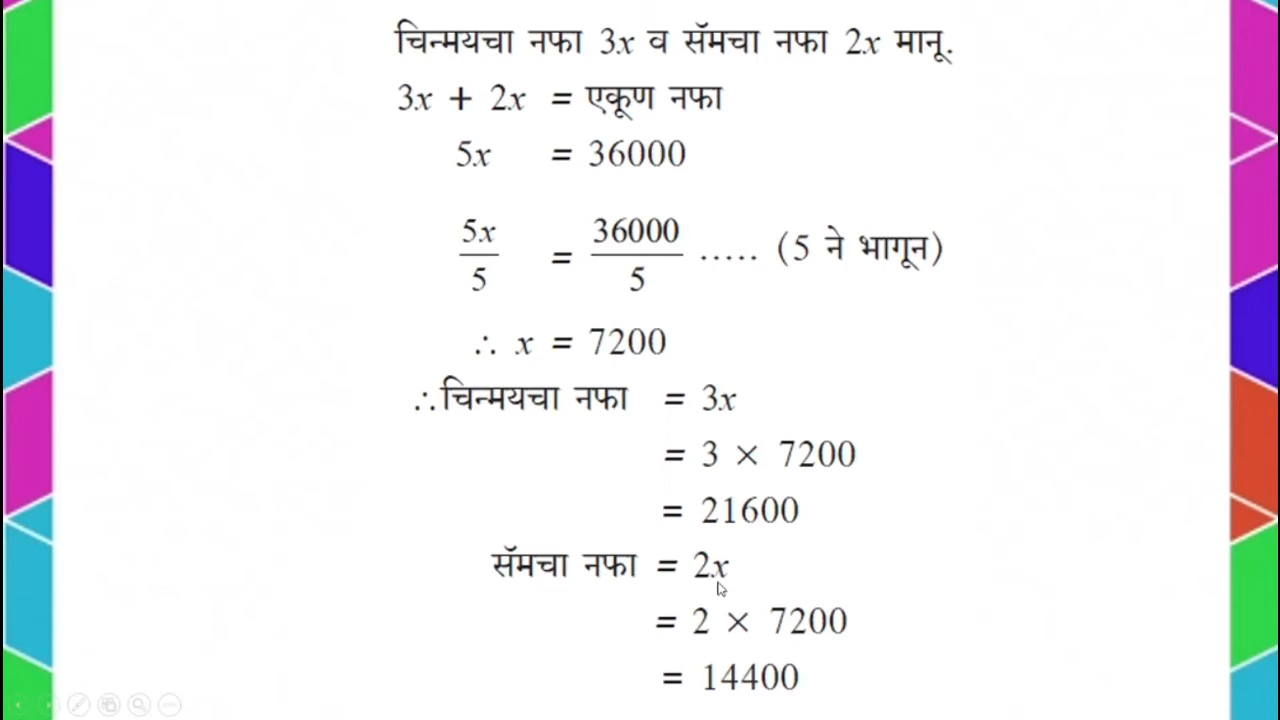 चिन्मयचा नफा 3x व सॅमचा नफा 2x मानू.
3x + 2x = एकूण नफा
5x = 36000
5x/5 = 36000/5 ..... (5 ने भागून)
∴ x = 7200
∴चिन्मयचा नफा = 3x
= 3 × 7200
= 21600
सॅमचा नफा = 2x
= 2 × 7200
= 14400